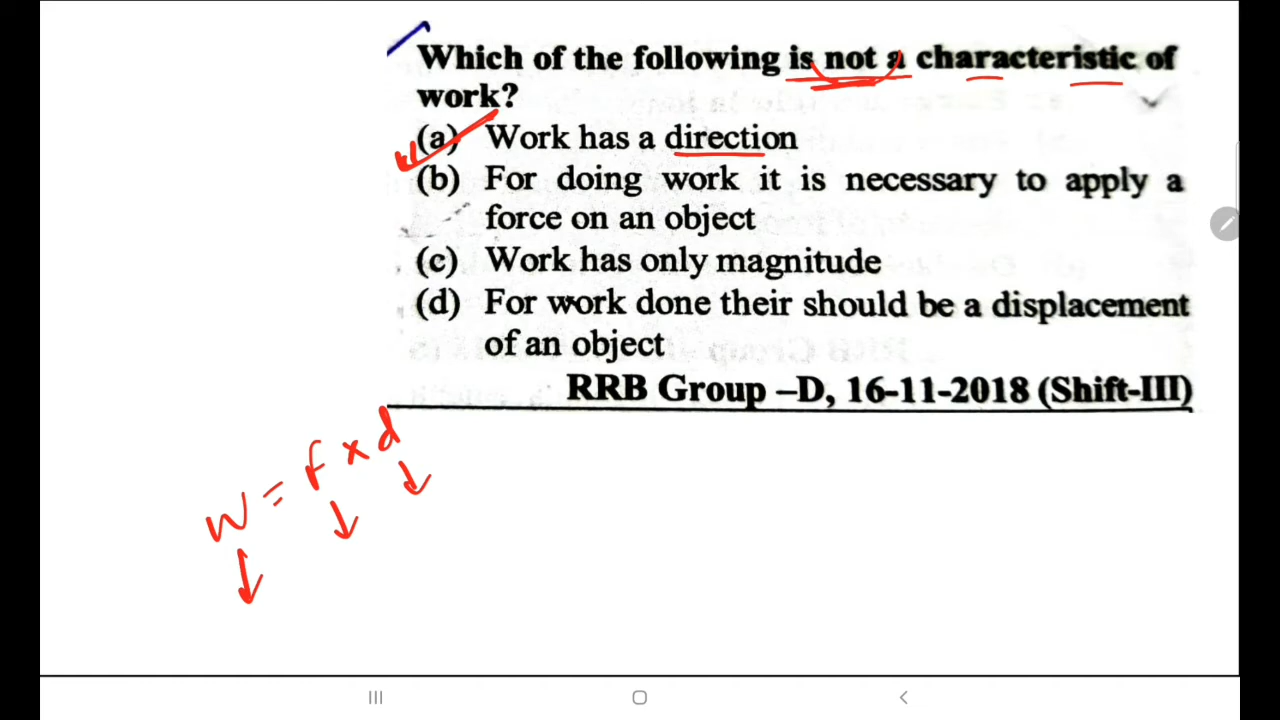 Which of the following is not a characteristic of
work?
(a) Work has a direction
(b) For doing work it is necessary to apply a
force on an object
(c) Work has only magnitude
(d) For work done their should be a displacement
of an object
RRB Group –D, 16-11-2018 (Shift-III)
W = f × d